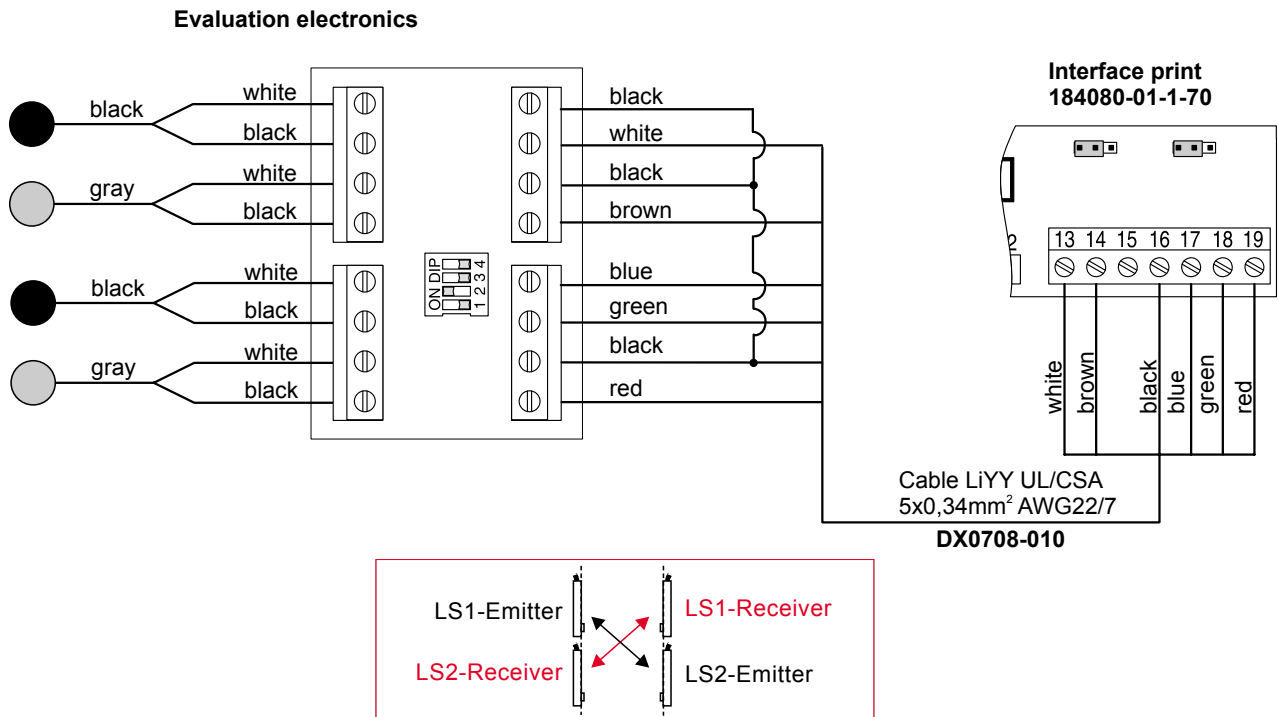 Evaluation electronics
black
white
black
gray
white
black
black
white
black
gray
white
black
ON DIP
1 2 3 4
black
white
black
brown
blue
green
black
red
Interface print
184080-01-1-70
2
13 14 15 16 17 18 19
white
brown
black
blue
green
red
Cable LiYY UL/CSA
5x0,34mm² AWG22/7
DX0708-010
LS1-Emitter
LS1-Receiver
LS2-Receiver
LS2-Emitter